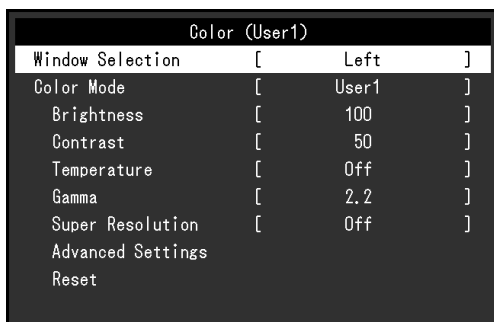 Color (User1)
Window Selection [ Left ]
Color Mode [ User1 ]
Brightness [ 100 ]
Contrast [ 50 ]
Temperature [ Off ]
Gamma [ 2.2 ]
Super Resolution [ Off ]
Advanced Settings
Reset